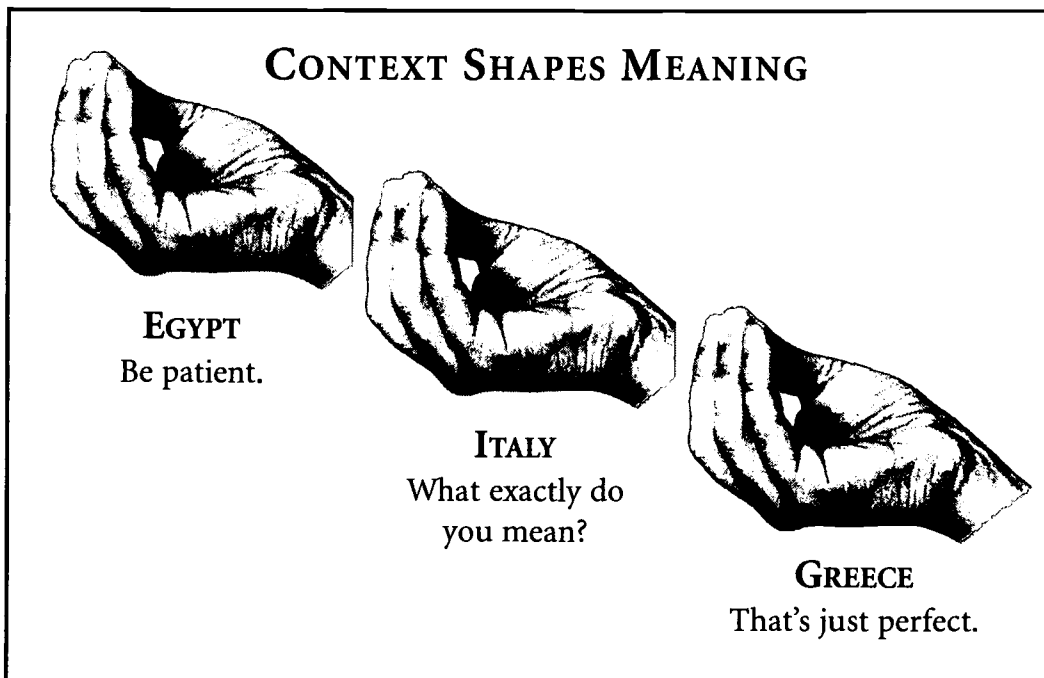 CONTEXT SHAPES MEANING
EGYPT
Be patient.
ITALY
What exactly do
you mean?
GREECE
That's just perfect.